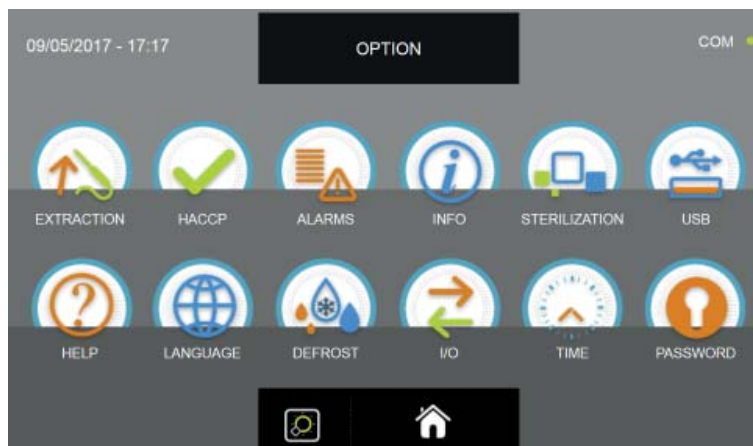 09/05/2017 - 17:17
OPTION
COM
EXTRACTION
HACCP
ALARMS
INFO
STERILIZATION
USB
HELP
LANGUAGE
DEFROST
I/O
TIME
PASSWORD